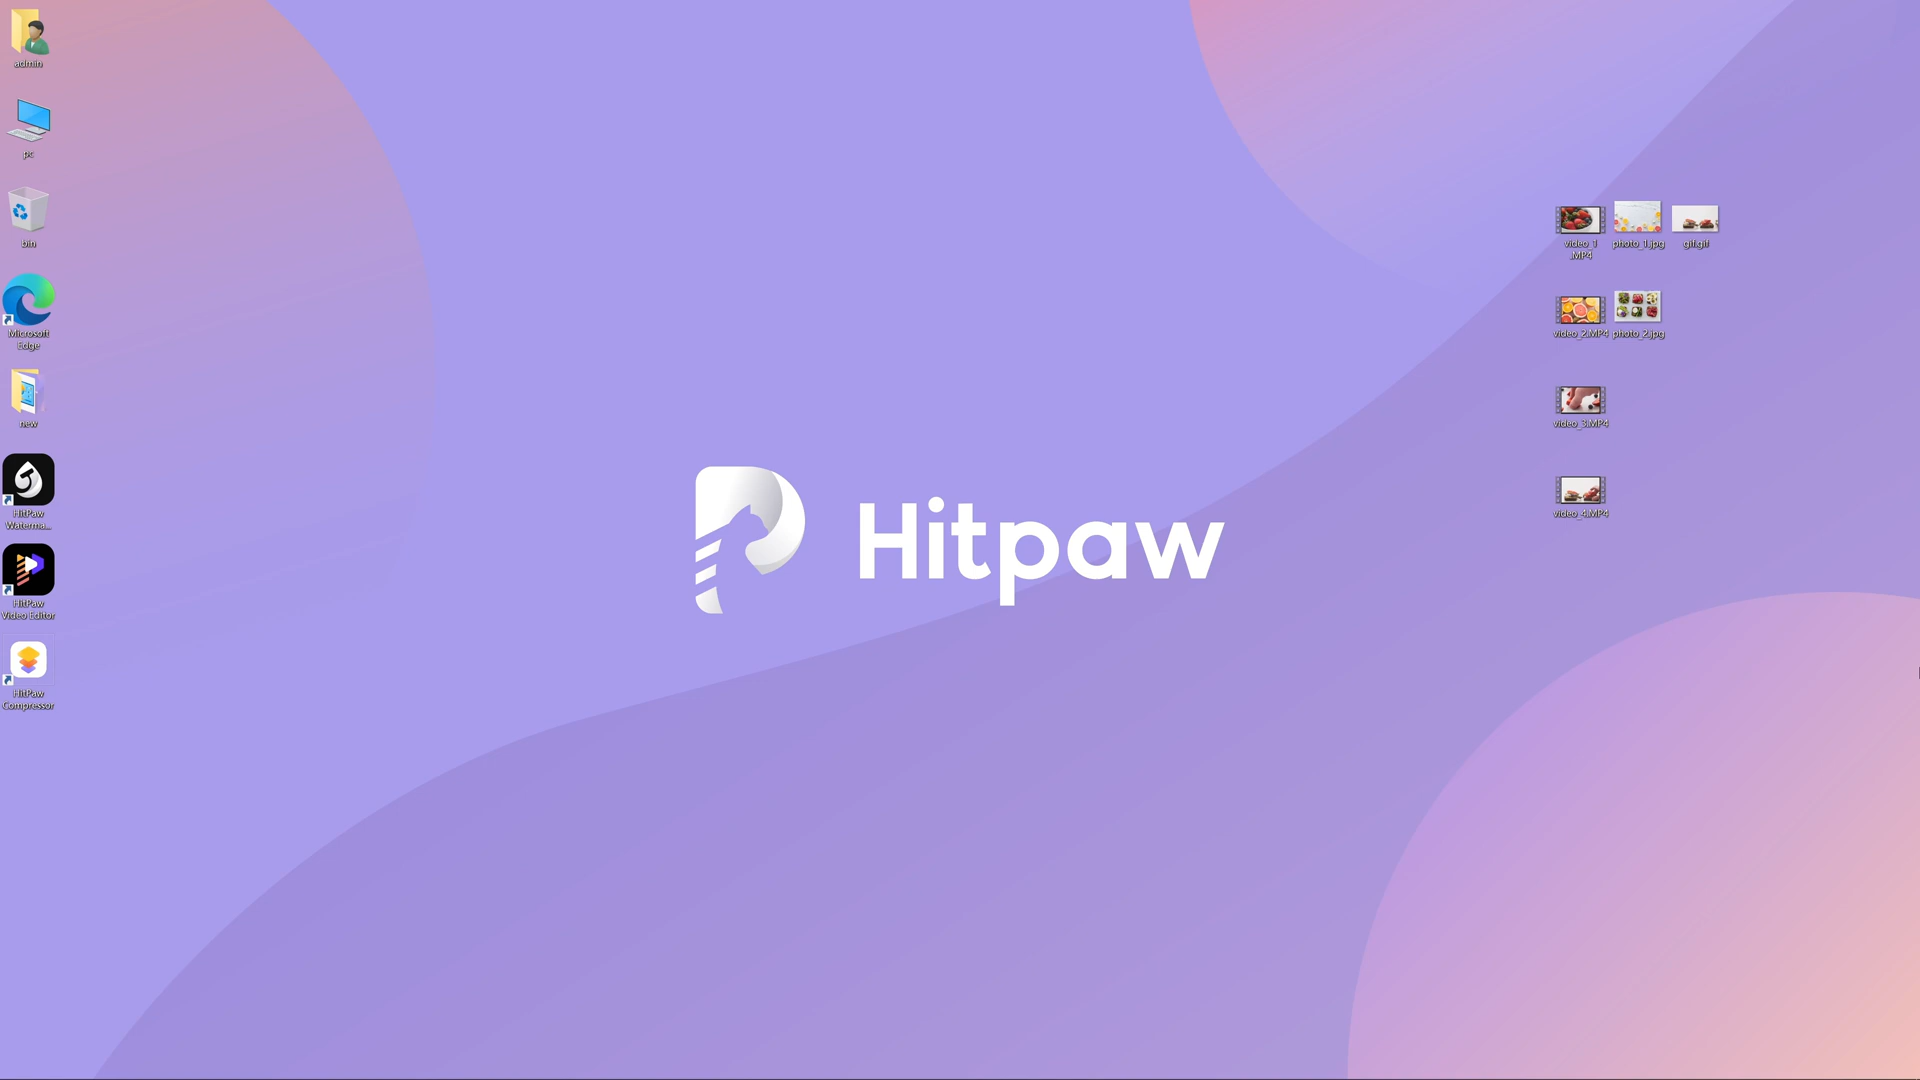 admin
pc
bin
Microsoft
Edge
new
HitPaw
Waterma...
HitPaw
Video Editor
HitPaw
Compressor
Hitpaw
video_1
.MP4
photo_1.jpg
gif.gif
video_2.MP4
photo_2.jpg
video_3.MP4
video_4.MP4